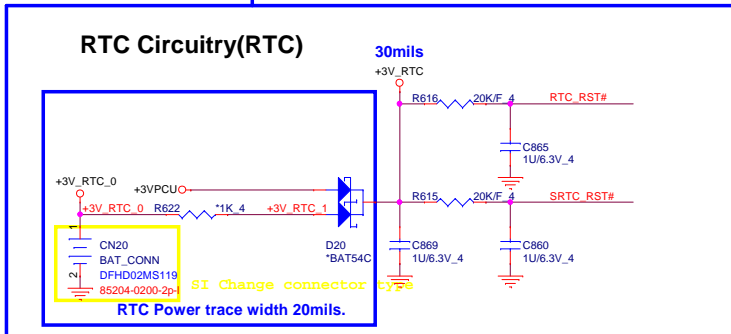 RTC Circuitry(RTC)
30mils
+3V_RTC
R616
20K/F_4
RTC_RST#
C865
1U/6.3V_4
+3V_RTC_0
+3VPCU
+3V_RTC_0
R622
*1K_4
+3V_RTC_1
R615
20K/F_4
SRTC_RST#
1
CN20
BAT_CONN
2
DFHD02MS119
85204-0200-2p-l
SI Change connector type
D20
*BAT54C
C869
1U/6.3V_4
C860
1U/6.3V_4
RTC Power trace width 20mils.